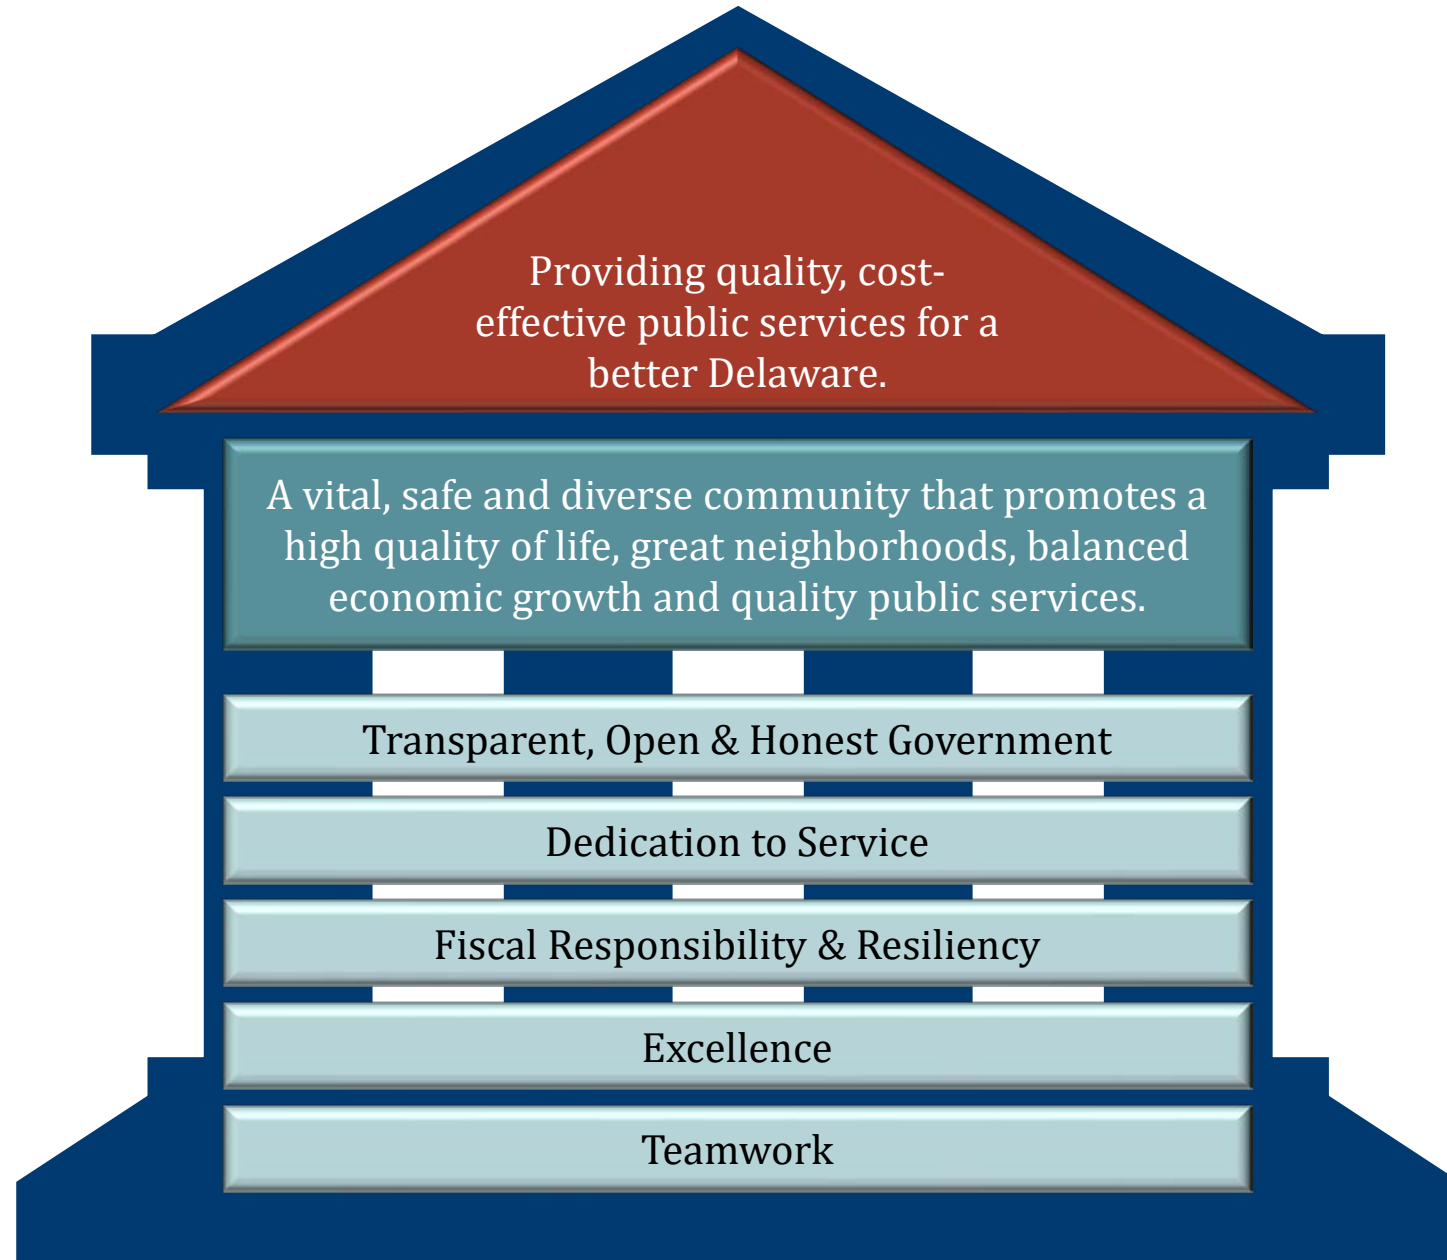 Providing quality, cost-
effective public services for a
better Delaware.
A vital, safe and diverse community that promotes a
high quality of life, great neighborhoods, balanced
economic growth and quality public services.
Transparent, Open & Honest Government
Dedication to Service
Fiscal Responsibility & Resiliency
Excellence
Teamwork